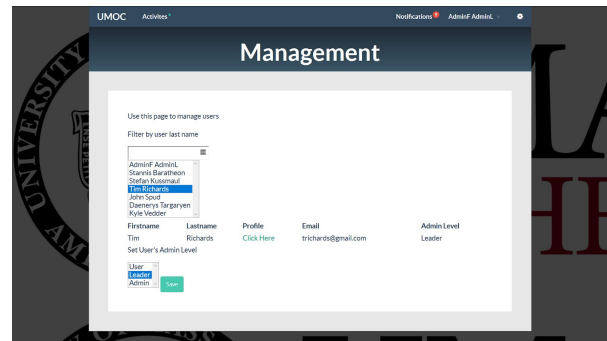 UMOC Activites Notifications AdminF AdminL
Management
Use this page to manage users
Filter by user last name
AdminF AdminL
Stannis Baratheon
Stefan Kussmaul
Tim Richards
John Spud
Daenerys Targaryen
Kyle Vedder
Firstname Lastname Profile Email Admin Level
Tim Richards Click Here trichards@gmail.com Leader
Set User's Admin Level
User
Leader
Admin Save
UNIVERSITY